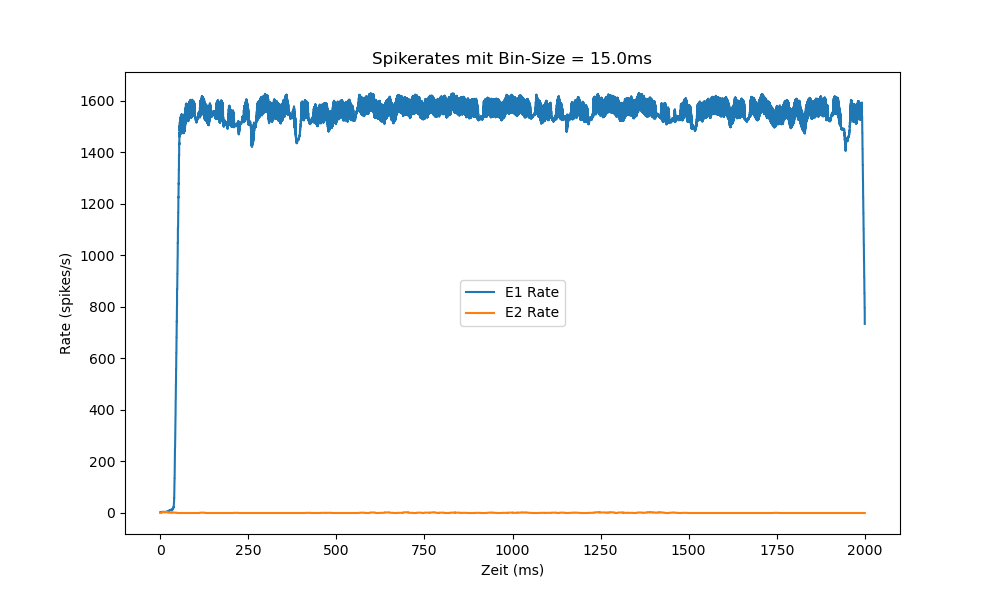 Spikerates mit Bin-Size = 15.0ms
Rate (spikes/s)
1600
1400
1200
1000
800
600
400
200
0
E1 Rate
E2 Rate
0 250 500 750 1000 1250 1500 1750 2000
Zeit (ms)